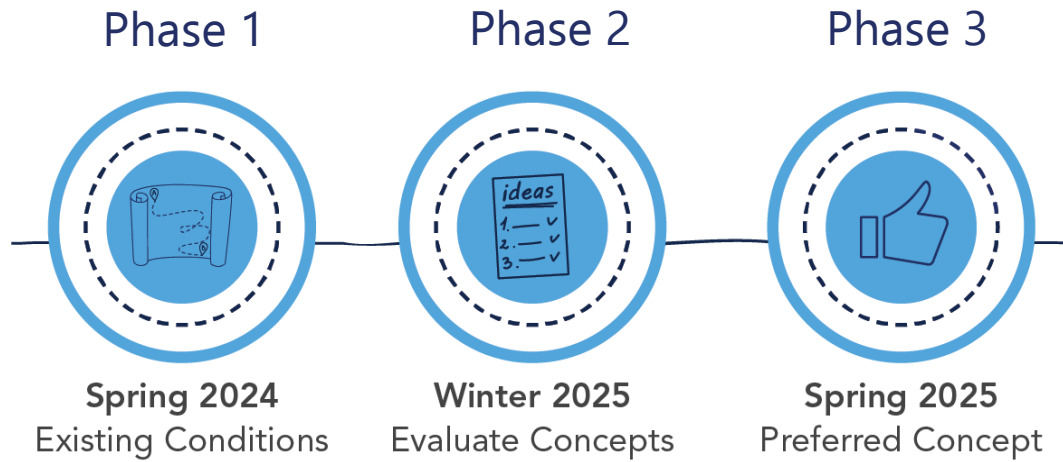 Phase 1
Phase 2
Phase 3
A
ideas
1.
2.
3.
B
Spring 2024
Existing Conditions
Winter 2025
Evaluate Concepts
Spring 2025
Preferred Concept